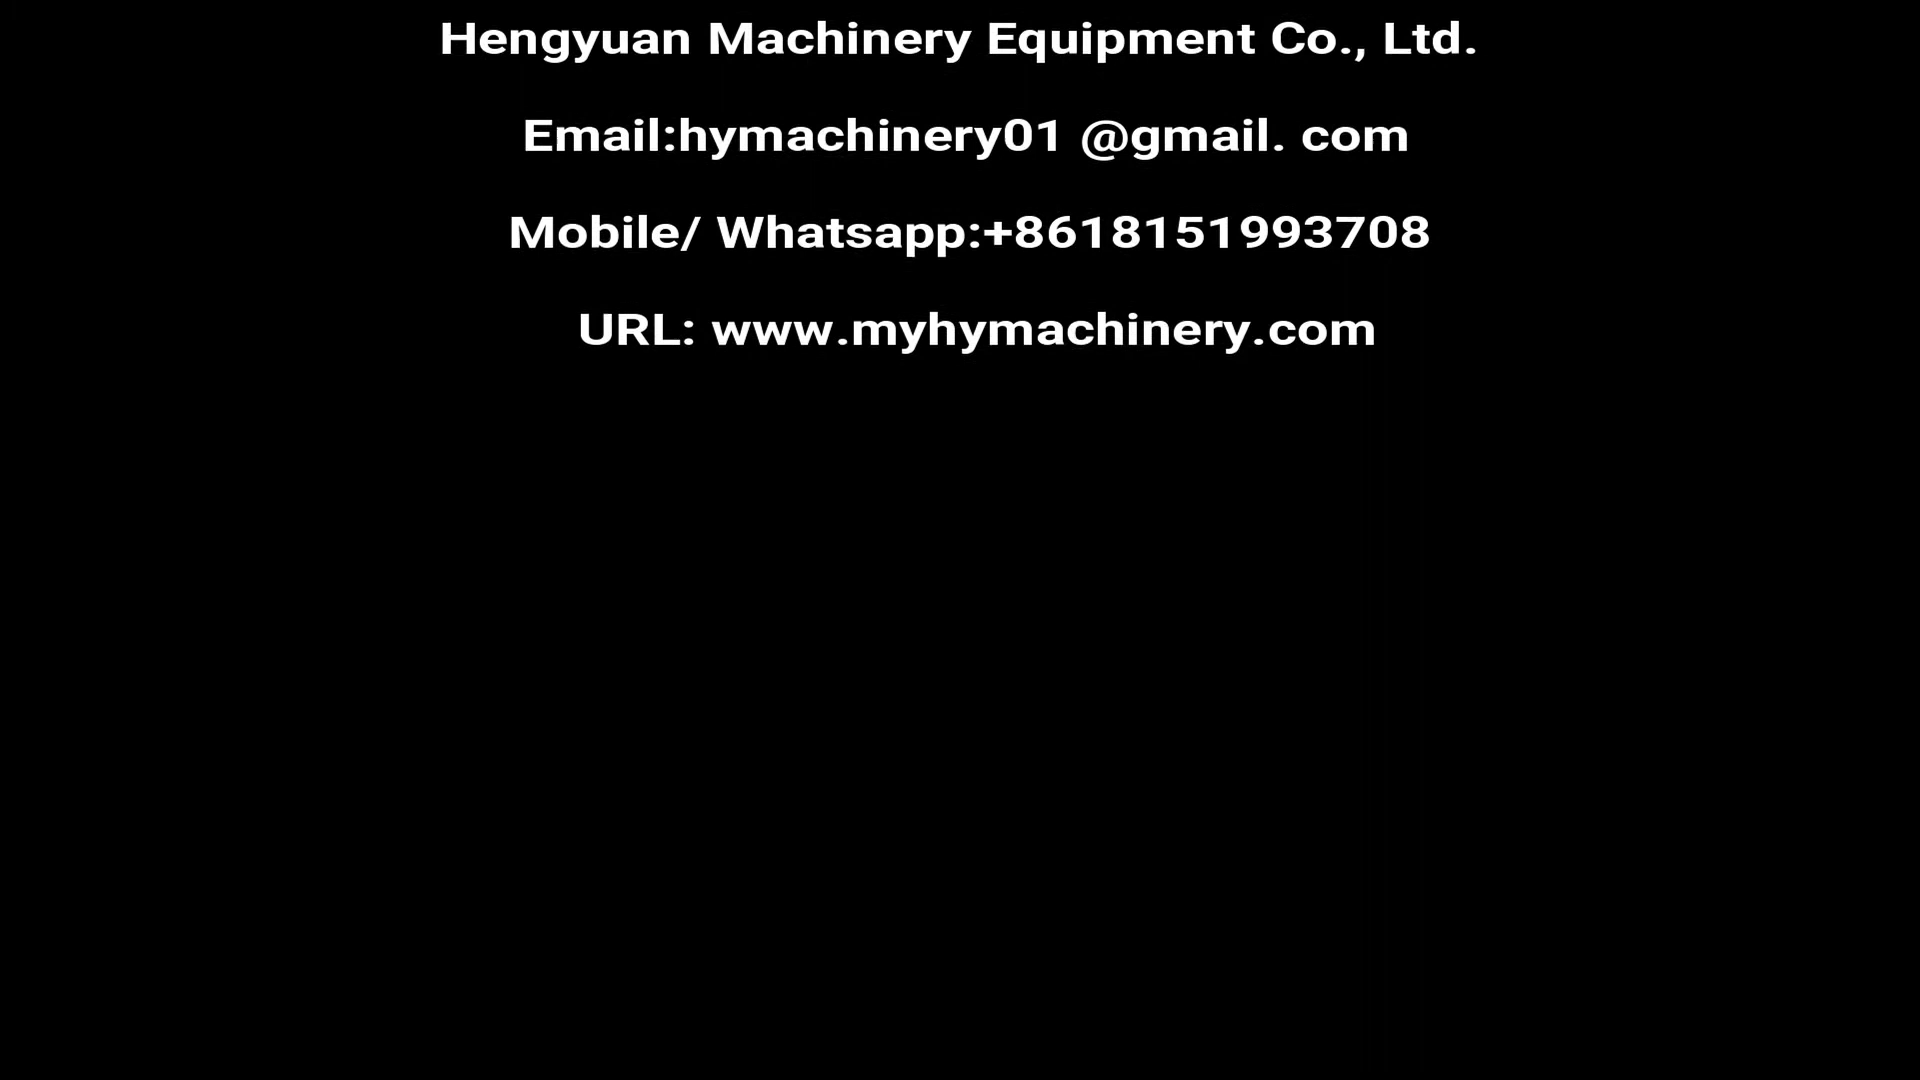 Hengyuan Machinery Equipment Co., Ltd.
Email:hymachinery01 @gmail. com
Mobile/ Whatsapp:+8618151993708
URL: www.myhymachinery.com